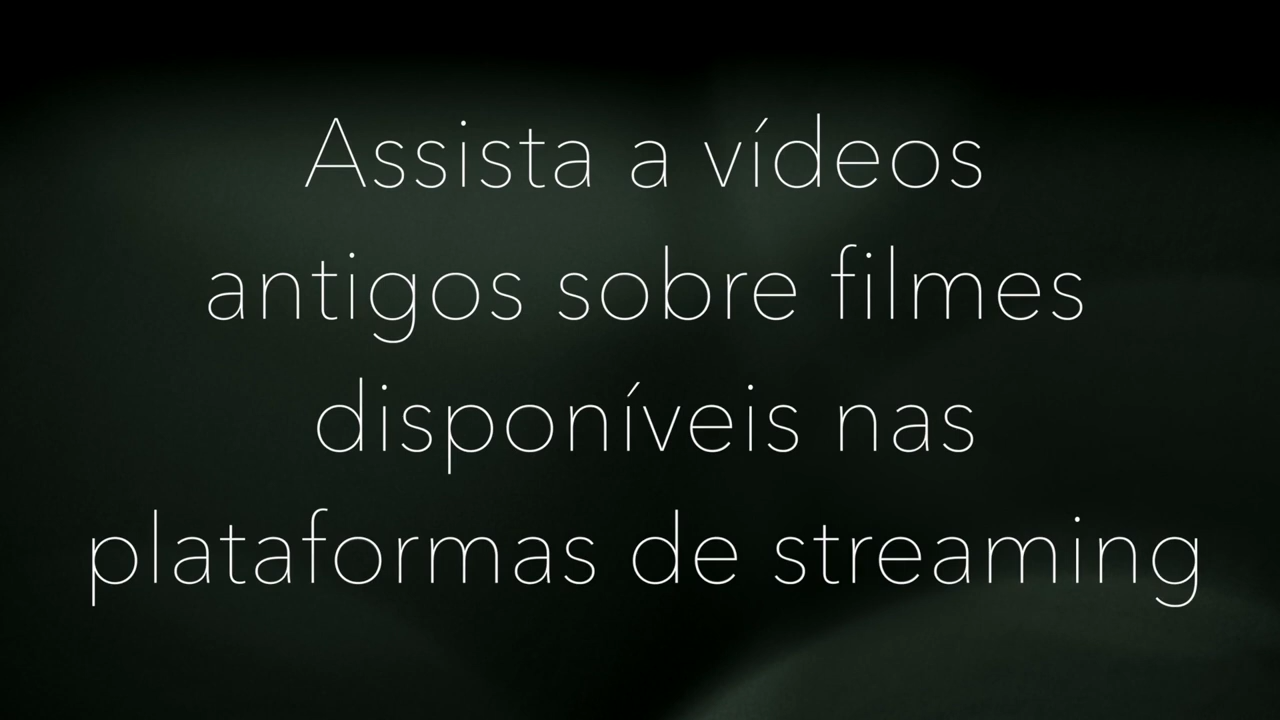 Assista a vídeos
antigos sobre filmes
disponíveis nas
plataformas de streaming